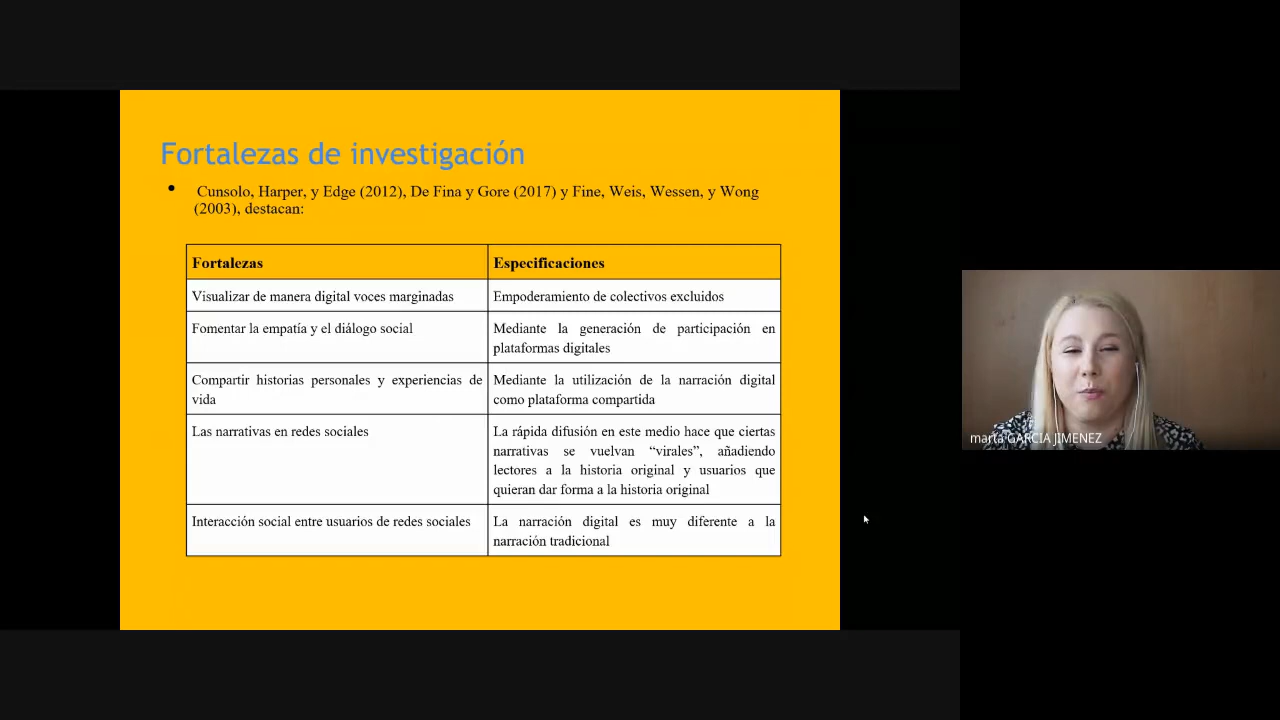 Fortalezas de investigación
• Cunsolo, Harper, y Edge (2012), De Fina y Gore (2017) y Fine, Weis, Wessen, y Wong
(2003), destacan:
Fortalezas
Especificaciones
Visualizar de manera digital voces marginadas
Empoderamiento de colectivos excluidos
Fomentar la empatía y el diálogo social
Mediante la generación de participación en
plataformas digitales
Compartir historias personales y experiencias de
vida
Mediante la utilización de la narración digital
como plataforma compartida
Las narrativas en redes sociales
La rápida difusión en este medio hace que ciertas
narrativas se vuelvan “virales”, añadiendo
lectores a la historia original y usuarios que
quieran dar forma a la historia original
Interacción social entre usuarios de redes sociales
La narración digital es muy diferente a la
narración tradicional
marta GARCIA JIMENEZ